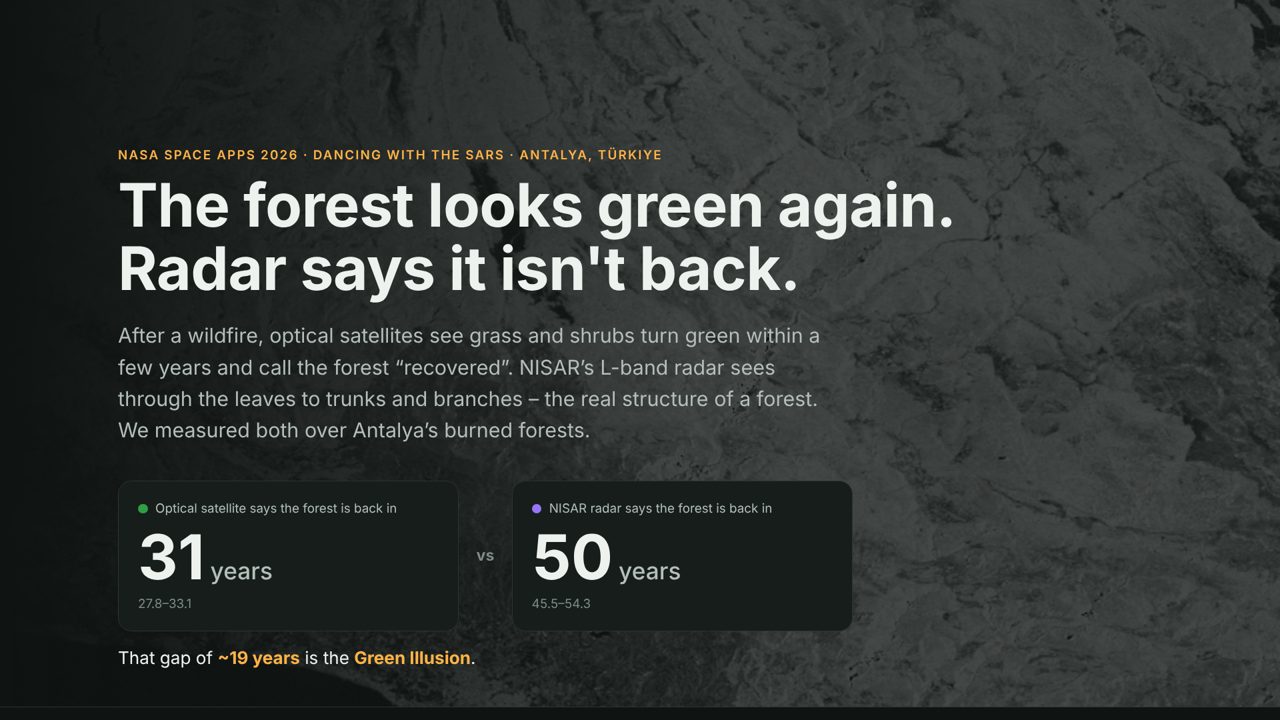 NASA SPACE APPS 2026 · DANCING WITH THE SARS · ANTALYA, TÜRKIYE
The forest looks green again.
Radar says it isn't back.
After a wildfire, optical satellites see grass and shrubs turn green within a
few years and call the forest “recovered”. NISAR’s L-band radar sees
through the leaves to trunks and branches – the real structure of a forest.
We measured both over Antalya’s burned forests.
Optical satellite says the forest is back in
31 years
27.8–33.1
vs
NISAR radar says the forest is back in
50 years
45.5–54.3
That gap of ~19 years is the Green Illusion.